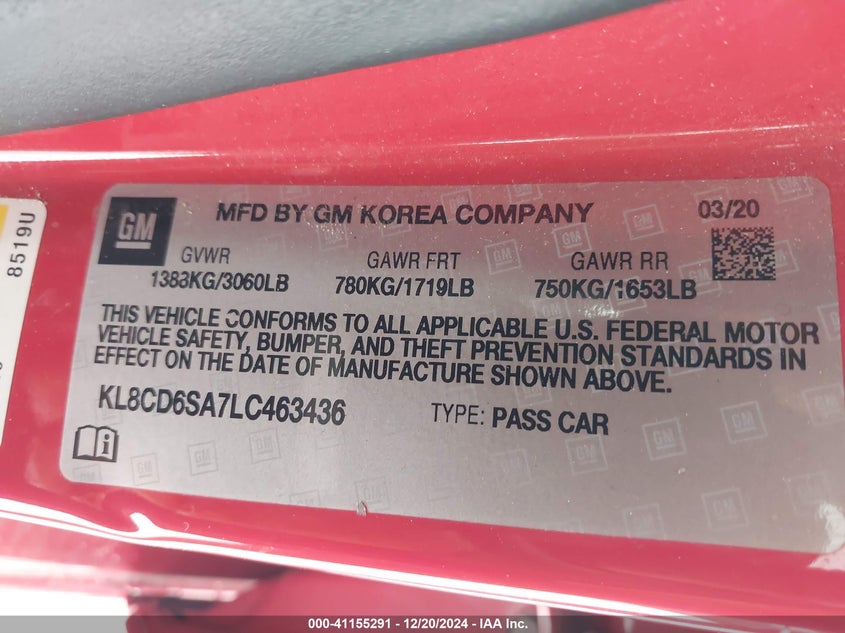 GM
MFD BY GM KOREA COMPANY 03/20
GVWR GAWR FRT GAWR RR
1383KG/3060LB 780KG/1719LB 750KG/1653LB
THIS VEHICLE CONFORMS TO ALL APPLICABLE U.S. FEDERAL MOTOR
VEHICLE SAFETY, BUMPER, AND THEFT PREVENTION STANDARDS IN
EFFECT ON THE DATE OF MANUFACTURE SHOWN ABOVE.
KL8CD6SA7LC463436 TYPE: PASS CAR
8519U
000-41155291 - 12/20/2024 - IAA Inc.